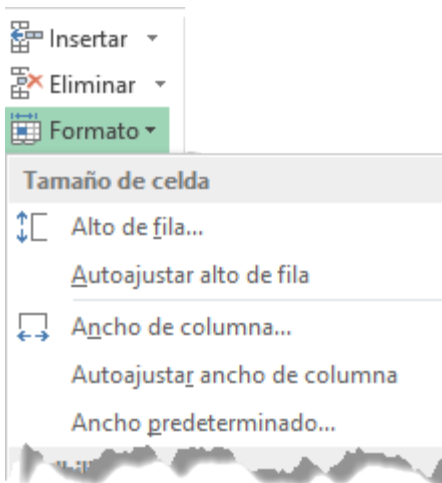 Insertar
Eliminar
Formato
Tamaño de celda
Alto de fila...
Autoajustar alto de fila
Ancho de columna...
Autoajustar ancho de columna
Ancho predeterminado...